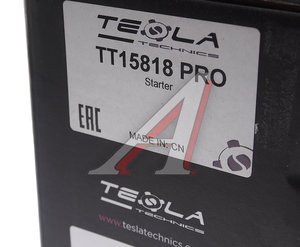 TESLA
TECHNICS
TT15818 PRO
Starter
EAC
MADE IN CN
TESLA
TECHNICS
www.teslatechnics.